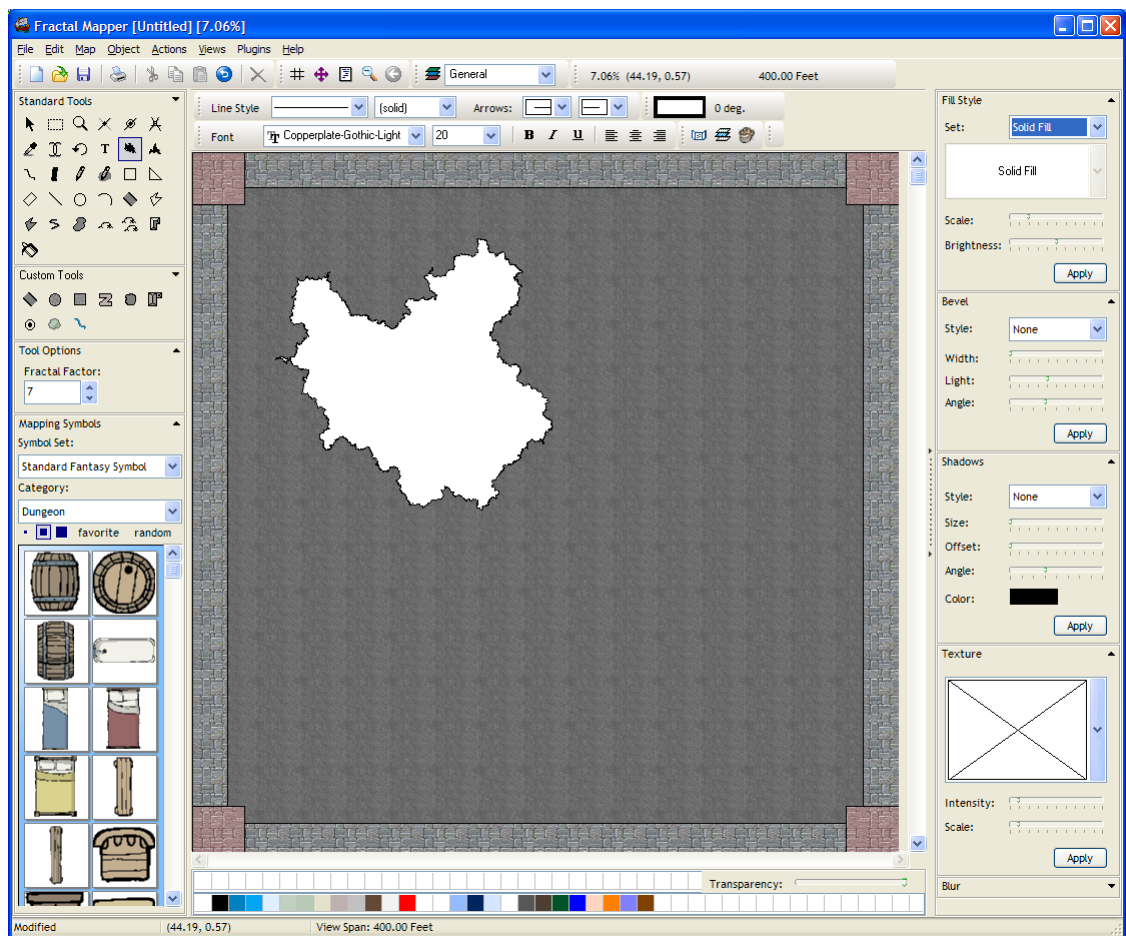 Fractal Mapper [Untitled] [7.06%]
File Edit Map Object Actions Views Plugins Help
General 7.06% (44.19, 0.57) 400.00 Feet
Standard Tools
Line Style (solid) Arrows: 0 deg.
Font Copperplate-Gothic-Light 20 B I U
T
Custom Tools
Tool Options
Fractal Factor:
7
Mapping Symbols
Symbol Set:
Standard Fantasy Symbol
Category:
Dungeon
favorite random
Fill Style
Set: Solid Fill
Solid Fill
Scale:
Brightness:
Apply
Bevel
Style: None
Width:
Light:
Angle:
Apply
Shadows
Style: None
Size:
Offset:
Angle:
Color:
Apply
Texture
Intensity:
Scale:
Apply
Blur
Transparency:
Modified (44.19, 0.57) View Span: 400.00 Feet